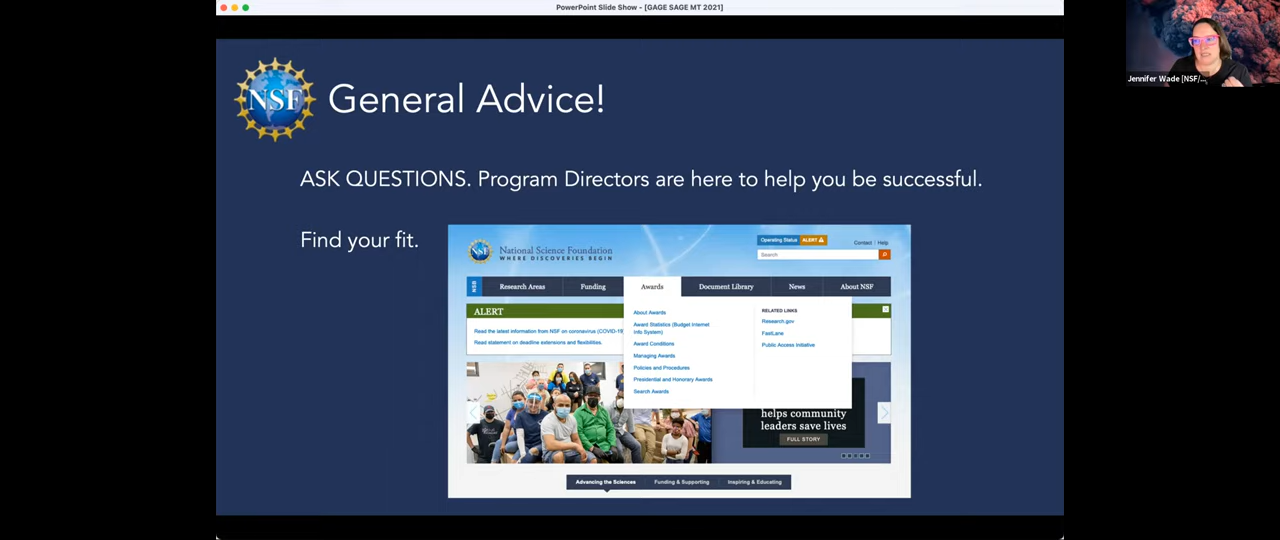 PowerPoint Slide Show - [GAGE SAGE MT 2021]
Jennifer Wade [NSF/...
NSF
General Advice!
ASK QUESTIONS. Program Directors are here to help you be successful.
Find your fit.
NSF
National Science Foundation
WHERE DISCOVERIES BEGIN
Operating Status ALERT
Contact | Help
Search
NSB
Research Areas
Funding
Awards
Document Library
News
About NSF
ALERT
Read the latest information from NSF on coronavirus (COVID-19
Read statement on deadline extensions and flexibilities.
About Awards
Award Statistics (Budget Internet
Info System)
Award Conditions
Managing Awards
Policies and Procedures
Presidential and Honorary Awards
Search Awards
RELATED LINKS
Research.gov
FastLane
Public Access Initiative
helps community
leaders save lives
FULL STORY
Advancing the Sciences
Funding & Supporting
Inspiring & Educating